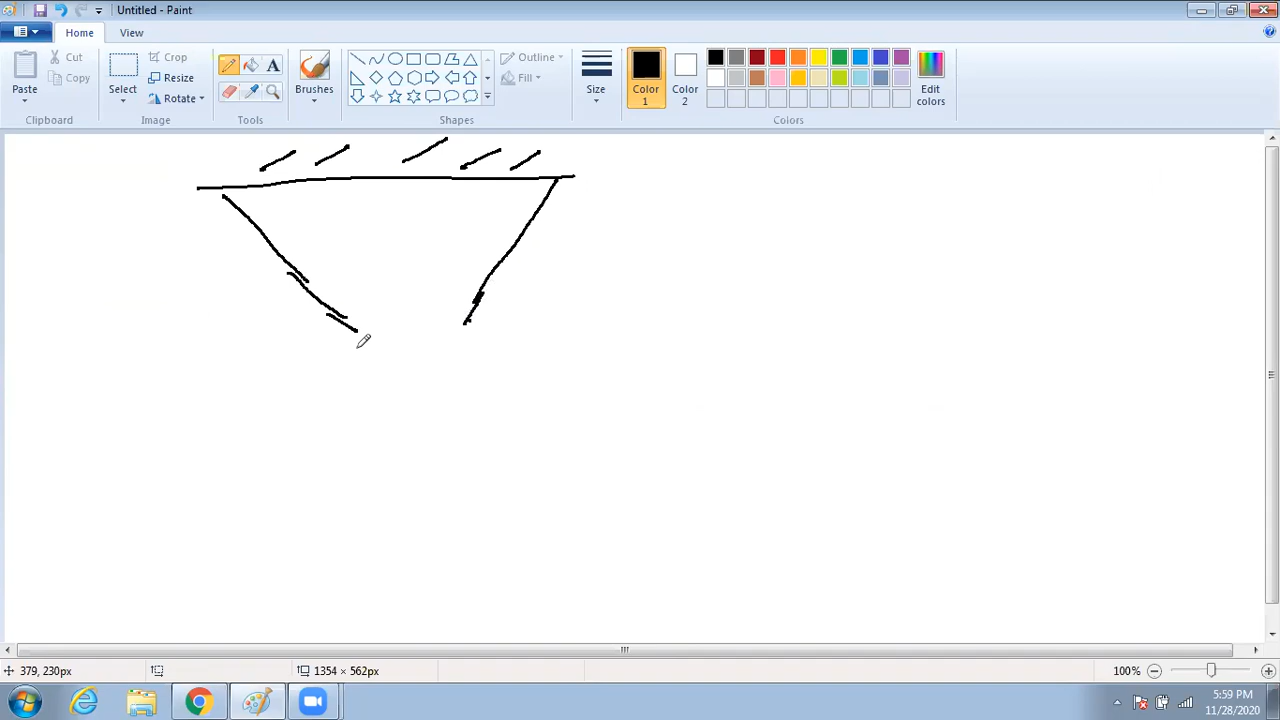 Untitled - Paint
Home View
Paste
Cut
Copy
Select
Crop
Resize
Rotate
A
Brushes
Outline
Fill
Size
Color 1
Color 2
Edit colors
Clipboard Image Tools Shapes Colors
379, 230px 1354 × 562px 100%
5:59 PM
11/28/2020